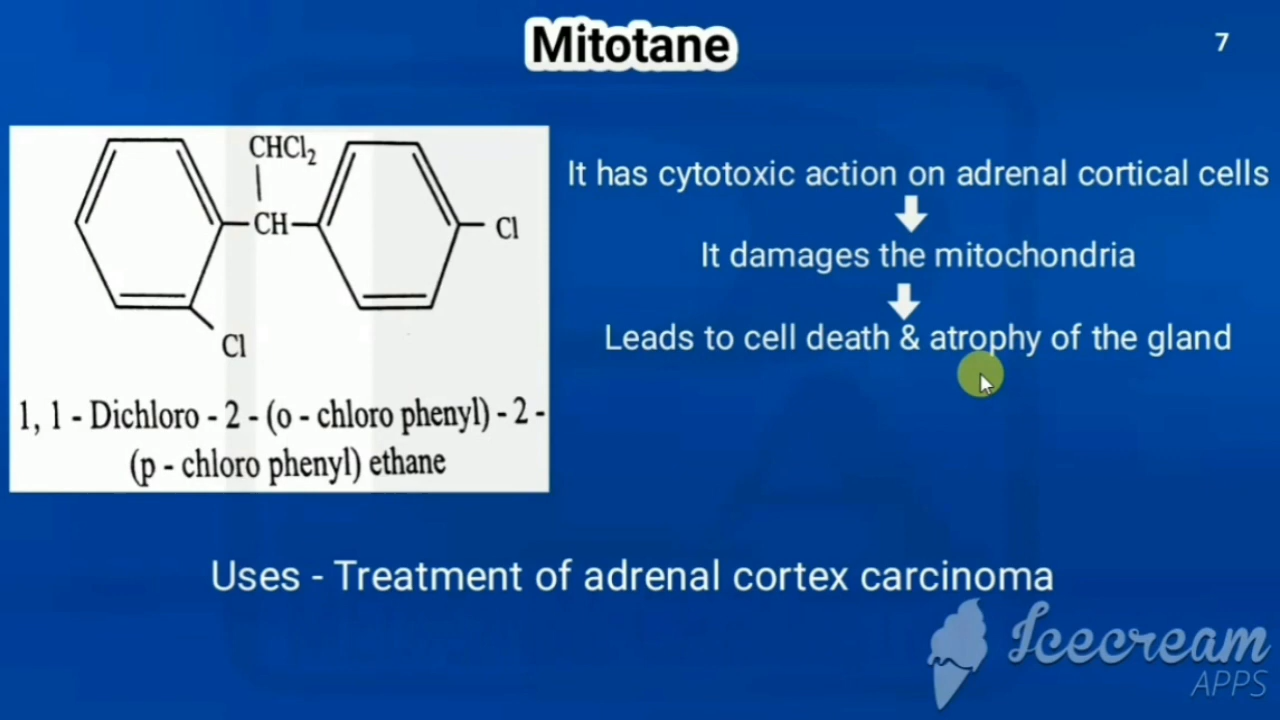 Mitotane
7
CHCl₂
CH
Cl
Cl
1, 1 - Dichloro - 2 - (o - chloro phenyl) - 2 -
(p - chloro phenyl) ethane
It has cytotoxic action on adrenal cortical cells
It damages the mitochondria
Leads to cell death & atrophy of the gland
Uses - Treatment of adrenal cortex carcinoma
Icecream
APPS